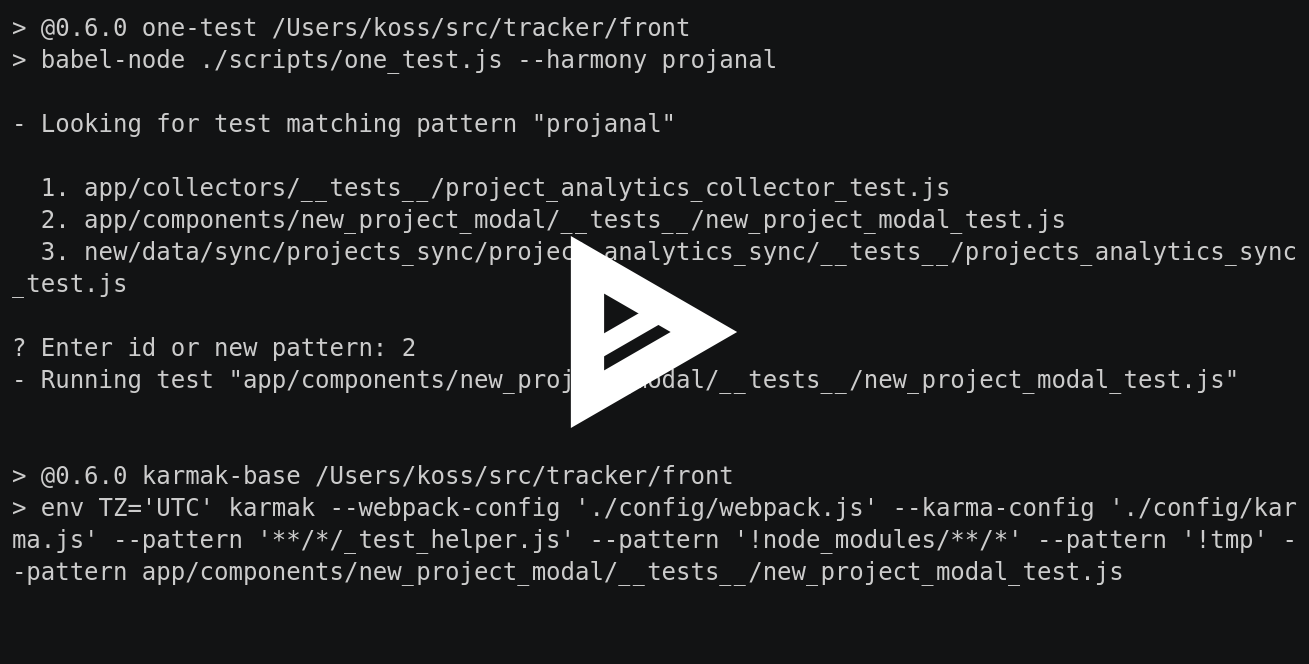 > @0.6.0 one-test /Users/koss/src/tracker/front
> babel-node ./scripts/one_test.js --harmony projanal
- Looking for test matching pattern "projanal"
1. app/collectors/__tests__/project_analytics_collector_test.js
2. app/components/new_project_modal/__tests__/new_project_modal_test.js
3. new/data/sync/projects_sync/projec analytics_sync/__tests__/projects_analytics_sync
_test.js
? Enter id or new pattern: 2
- Running test "app/components/new_proj odal/__tests__/new_project_modal_test.js"
> @0.6.0 karmak-base /Users/koss/src/tracker/front
> env TZ='UTC' karmak --webpack-config './config/webpack.js' --karma-config './config/kar
ma.js' --pattern '**/*/_test_helper.js' --pattern '!node_modules/**/*' --pattern '!tmp' -
-pattern app/components/new_project_modal/__tests__/new_project_modal_test.js